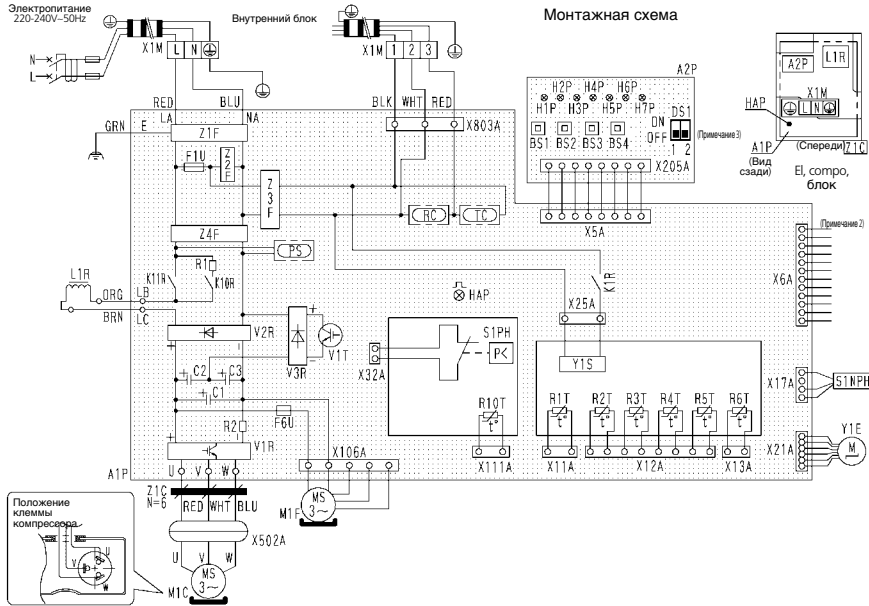 Электропитание
220-240V~50Hz
Внутренний блок
Монтажная схема
X1M L N
X1M 1 2 3
N
L
RED BLU
LA NA
GRN E
Z1F
F1U
Z2F
Z3F
Z4F
PS
R1
K11R
K10R
L1R
ORG LB
BRN LC
V2R
V3R
V1T
+
-
+
-
+ C2
+ C3
+ C1
R2
F6U
+
-
V1R
A1P
U V W
Z1C
N=6
RED WHT BLU
X502A
U V W
MS
3~
M1C
Положение
клеммы
компрессора
U
V
W
BLK WHT RED
X803A
RC
TC
HAP
X106A
MS
3~
M1F
X32A
S1PH
P<
R10T
t°
X111A
A2P
H2P H4P H6P
H1P H3P H5P H7P
BS1 BS2 BS3 BS4
DS1
ON
OFF
1 2
(Примечание 3)
X205A
X5A
K1R
X25A
Y1S
R1T R2T R3T R4T R5T R6T
t° t° t° t° t° t°
X11A X12A X13A
(Примечание 2)
X6A
X17A
S1NPH
X21A
Y1E
M
A2P
L1R
X1M
L N
HAP
A1P
(Вид
сзади)
(Спереди)
Z1C
El, compo,
блок